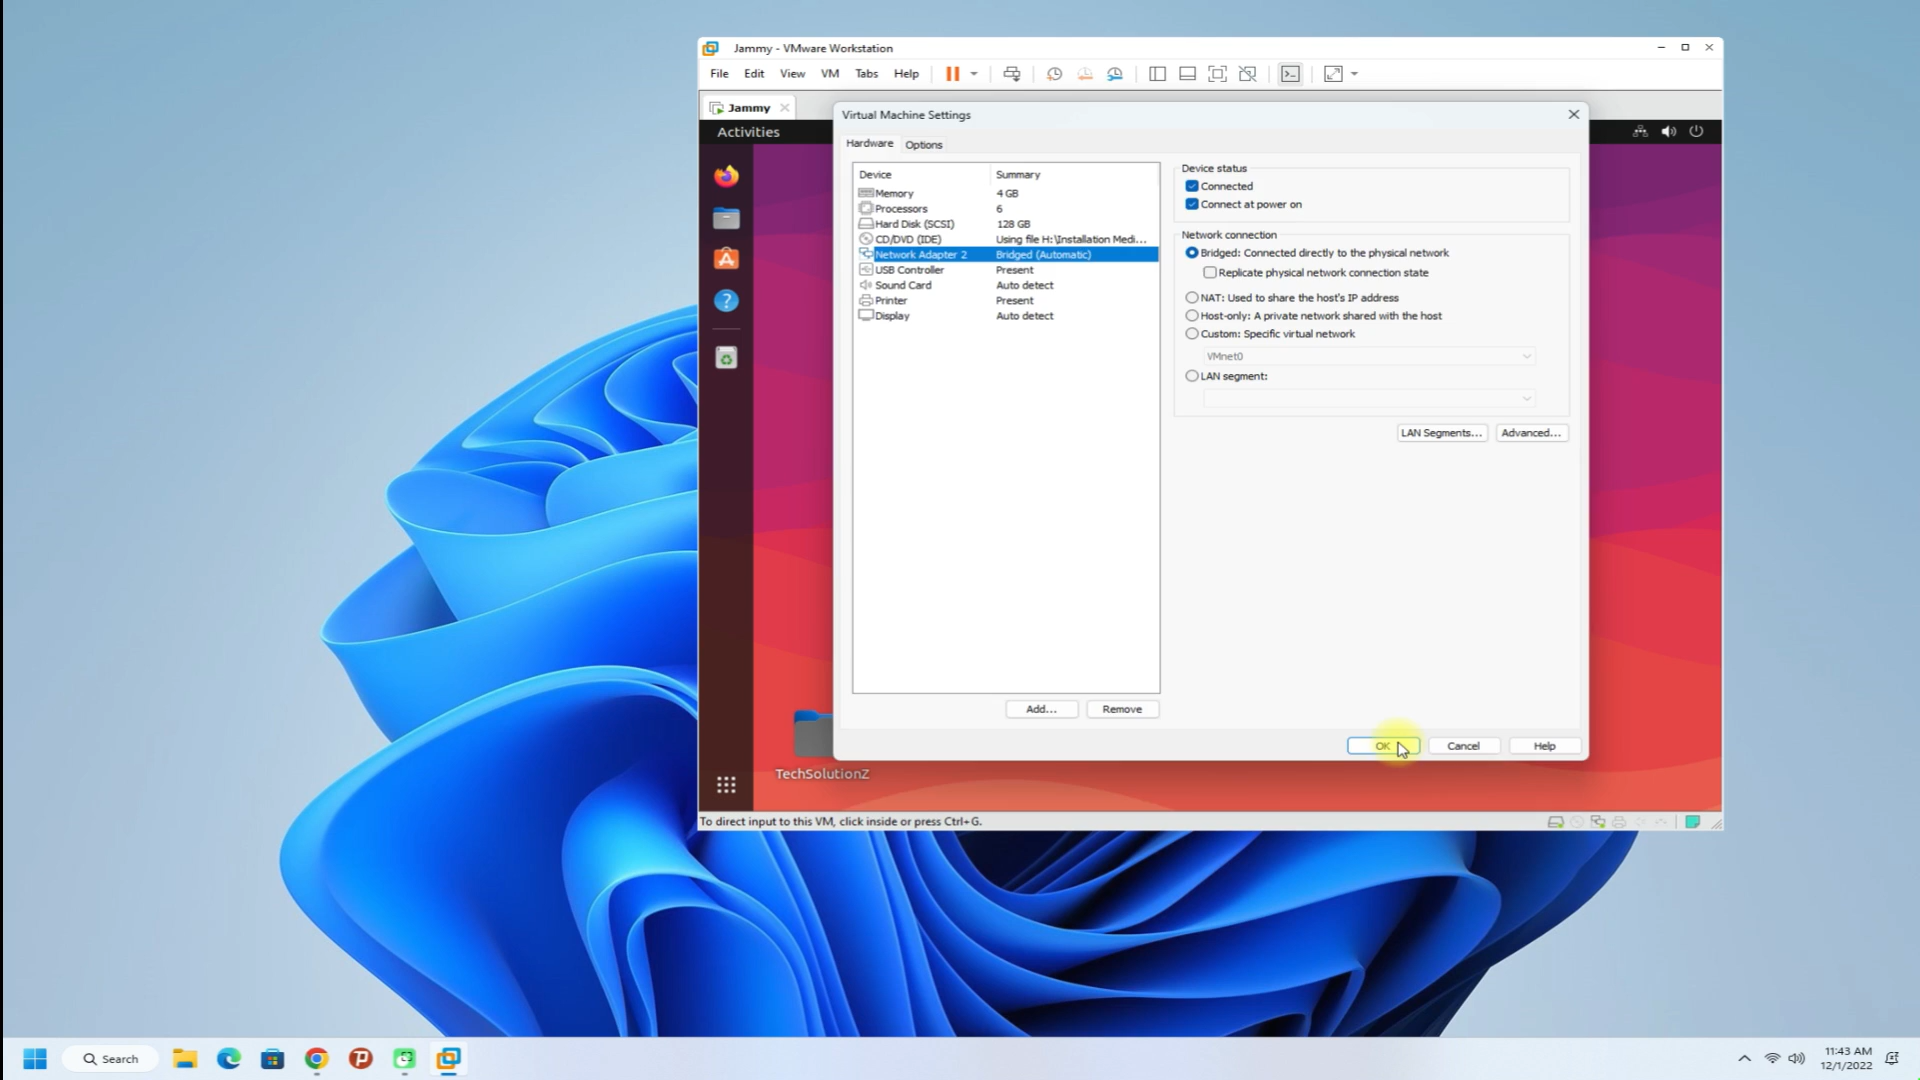 Jammy - VMware Workstation
File Edit View VM Tabs Help
Jammy
Activities
Virtual Machine Settings
Hardware Options
Device Summary
Memory 4 GB
Processors 6
Hard Disk (SCSI) 128 GB
CD/DVD (IDE) Using file H:\Installation Medi...
Network Adapter 2 Bridged (Automatic)
USB Controller Present
Sound Card Auto detect
Printer Present
Display Auto detect
Add... Remove
Device status
Connected
Connect at power on
Network connection
Bridged: Connected directly to the physical network
Replicate physical network connection state
NAT: Used to share the host's IP address
Host-only: A private network shared with the host
Custom: Specific virtual network
VMnet0
LAN segment:
LAN Segments... Advanced...
OK Cancel Help
TechSolutionZ
To direct input to this VM, click inside or press Ctrl+G.
Search
11:43 AM
12/1/2022